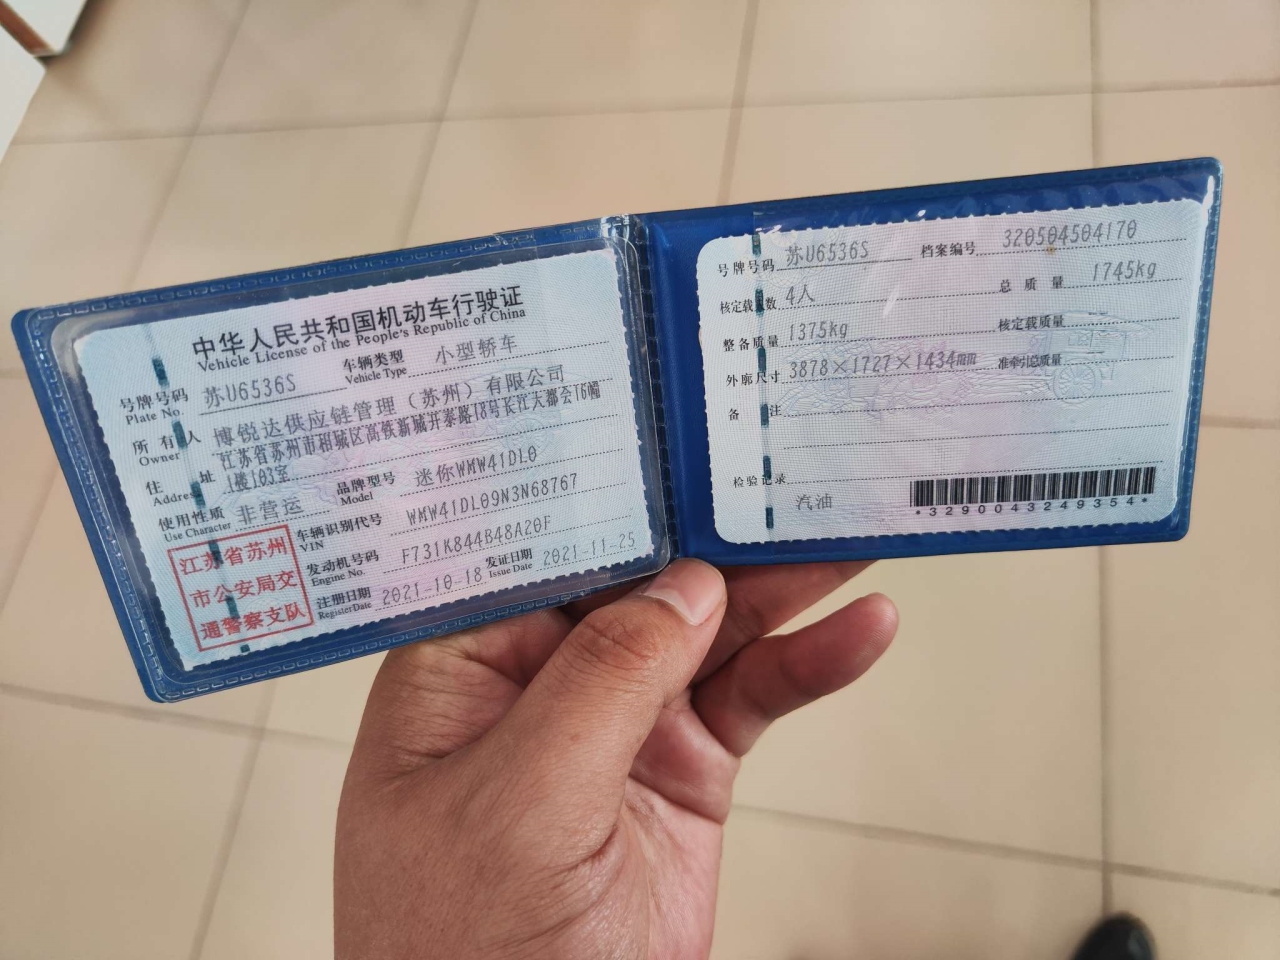 中华人民共和国机动车行驶证
Vehicle License of the People's Republic of China
号牌号码 苏U6536S 车辆类型 小型轿车
Plate No. Vehicle Type
所有人 博锐达供应链管理（苏州）有限公司
Owner
住址 江苏省苏州市相城区高铁新城开泰路18号长江大都会16幢
Address 1楼103室
使用性质 非营运 品牌型号 迷你WMW41DL0
Use Character Model
江苏省苏州
市公安局交
通警察支队
车辆识别代号 WMW41DL09N3N68767
VIN
发动机号码 F731K844B48A20F
Engine No.
注册日期 2021-10-18 发证日期 2021-11-25
Register Date Issue Date
号牌号码 苏U6536S 档案编号 320504504170
核定载人数 4人 总质量 1745kg
整备质量 1375kg 核定载质量
外廓尺寸 3878×1727×1434mm 准牵引总质量
备注
检验记录
汽油
*3290043249354*